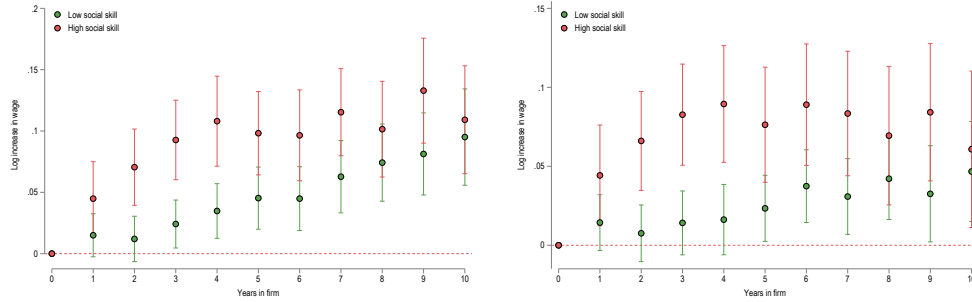 .2
.15
.1
.05
0
Log increase in wage
Low social skill
High social skill
0 1 2 3 4 5 6 7 8 9 10
Years in firm
.15
.1
.05
0
Log increase in wage
Low social skill
High social skill
0 1 2 3 4 5 6 7 8 9 10
Years in firm